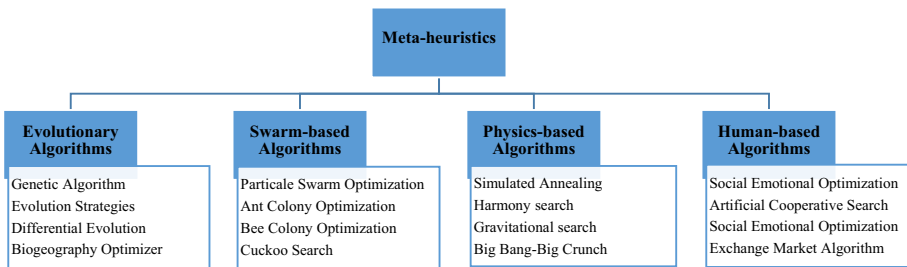 Meta-heuristics
Evolutionary
Algorithms
Genetic Algorithm
Evolution Strategies
Differential Evolution
Biogeography Optimizer
Swarm-based
Algorithms
Particale Swarm Optimization
Ant Colony Optimization
Bee Colony Optimization
Cuckoo Search
Physics-based
Algorithms
Simulated Annealing
Harmony search
Gravitational search
Big Bang-Big Crunch
Human-based
Algorithms
Social Emotional Optimization
Artificial Cooperative Search
Social Emotional Optimization
Exchange Market Algorithm